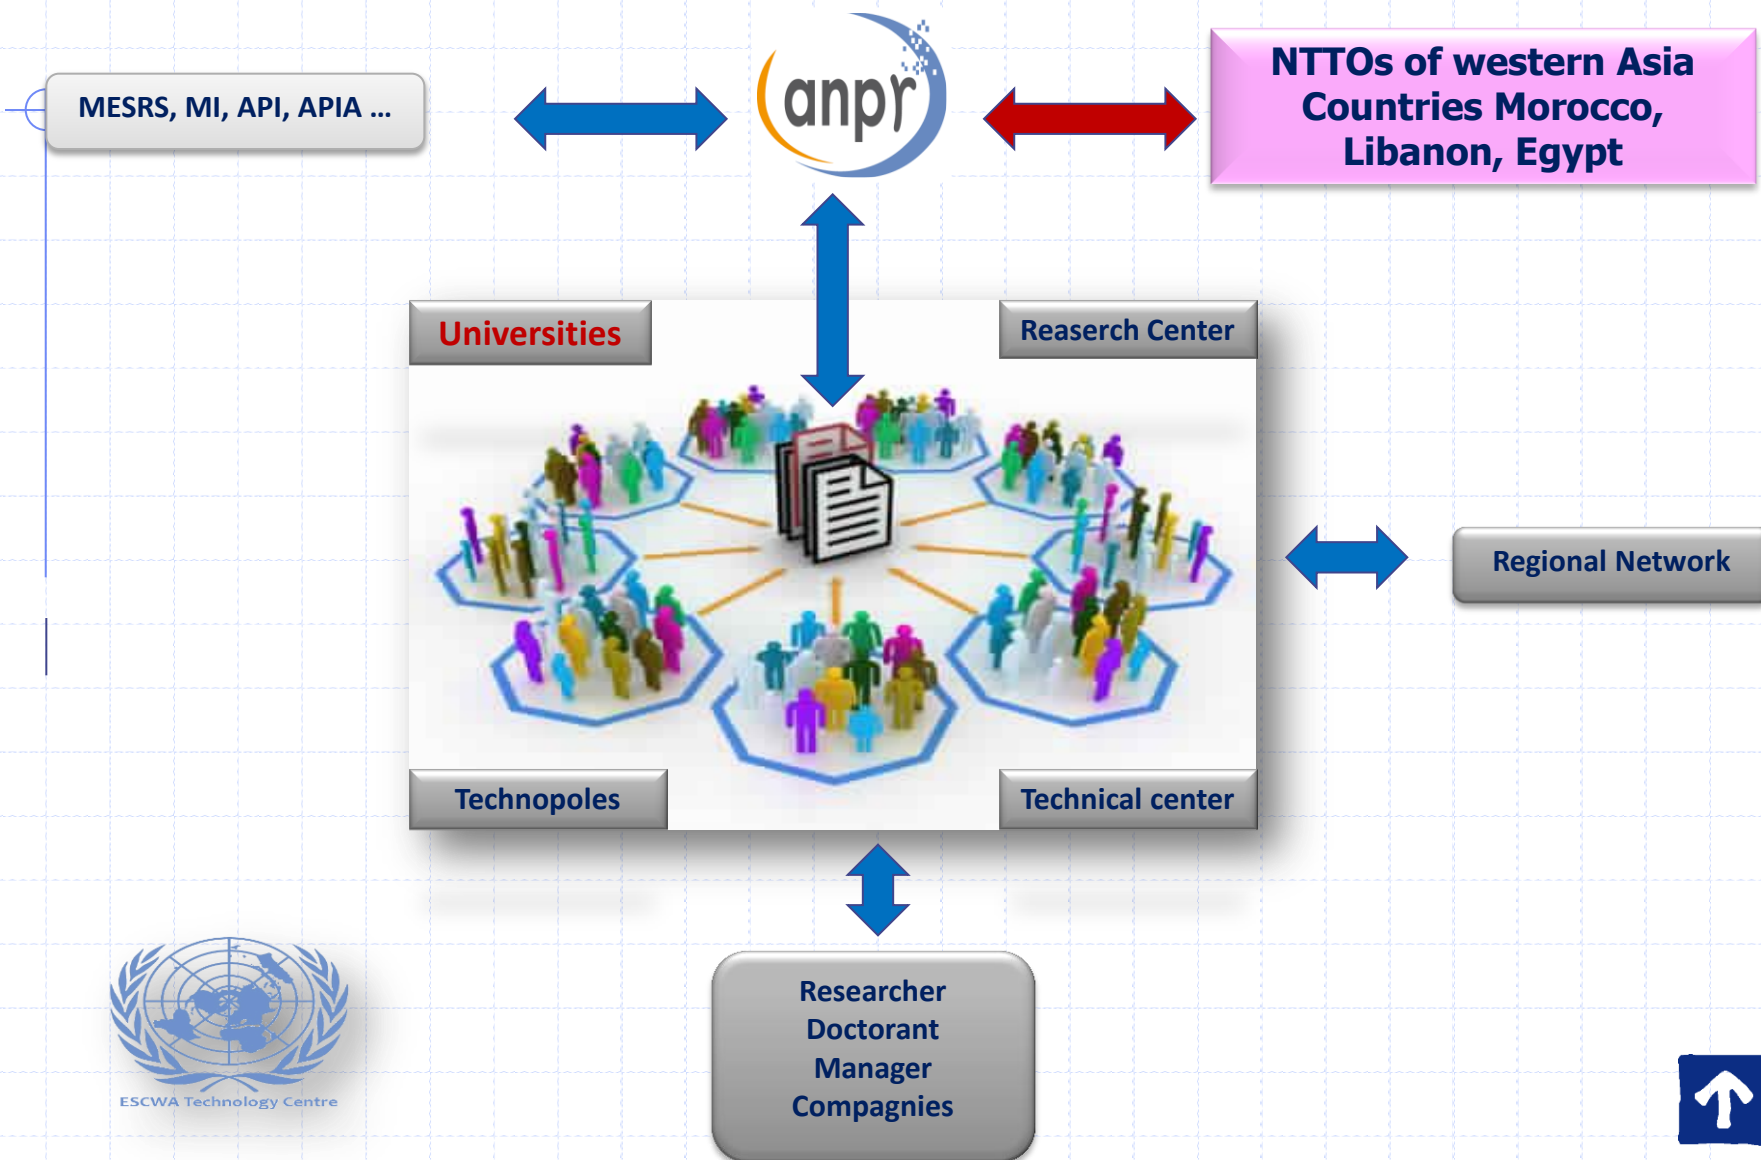 MESRS, MI, API, APIA ...
anpr
NTTOs of western Asia
Countries Morocco,
Libanon, Egypt
Universities
Reaserch Center
Regional Network
Technopoles
Technical center
Researcher
Doctorant
Manager
Compagnies
ESCWA Technology Centre